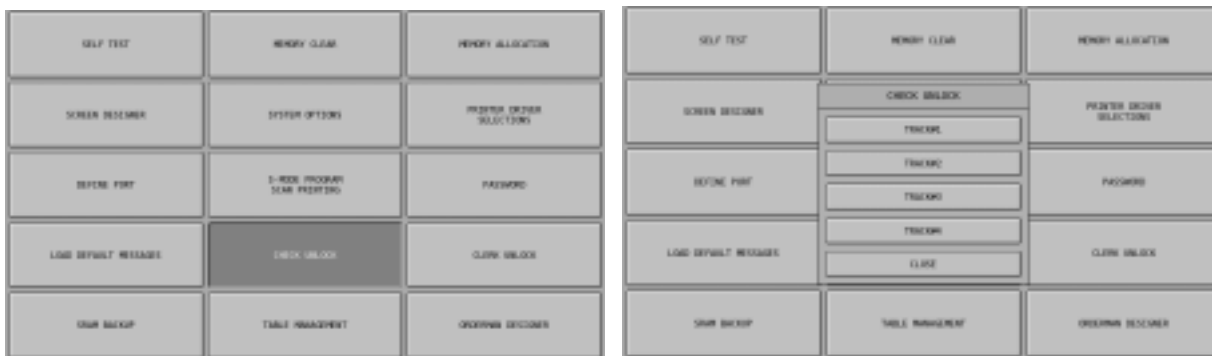 SELF TEST
MEMORY CLEAR
MEMORY ALLOCATION
SCREEN DESIGNER
SYSTEM OPTIONS
PRINTER DRIVER
SELECTIONS
DEFINE PORT
S-MODE PROGRAM
SCAN PRINTING
PASSWORD
LOAD DEFAULT MESSAGES
CHECK UNLOCK
CLERK UNLOCK
SRAM BACKUP
TABLE MANAGEMENT
ORDERMAN DESIGNER
SELF TEST
MEMORY CLEAR
MEMORY ALLOCATION
SCREEN DESIGNER
CHECK UNLOCK
PRINTER DRIVER
SELECTIONS
TRACK#1
TRACK#2
DEFINE PORT
PASSWORD
TRACK#3
TRACK#4
LOAD DEFAULT MESSAGES
CLERK UNLOCK
CLOSE
SRAM BACKUP
TABLE MANAGEMENT
ORDERMAN DESIGNER